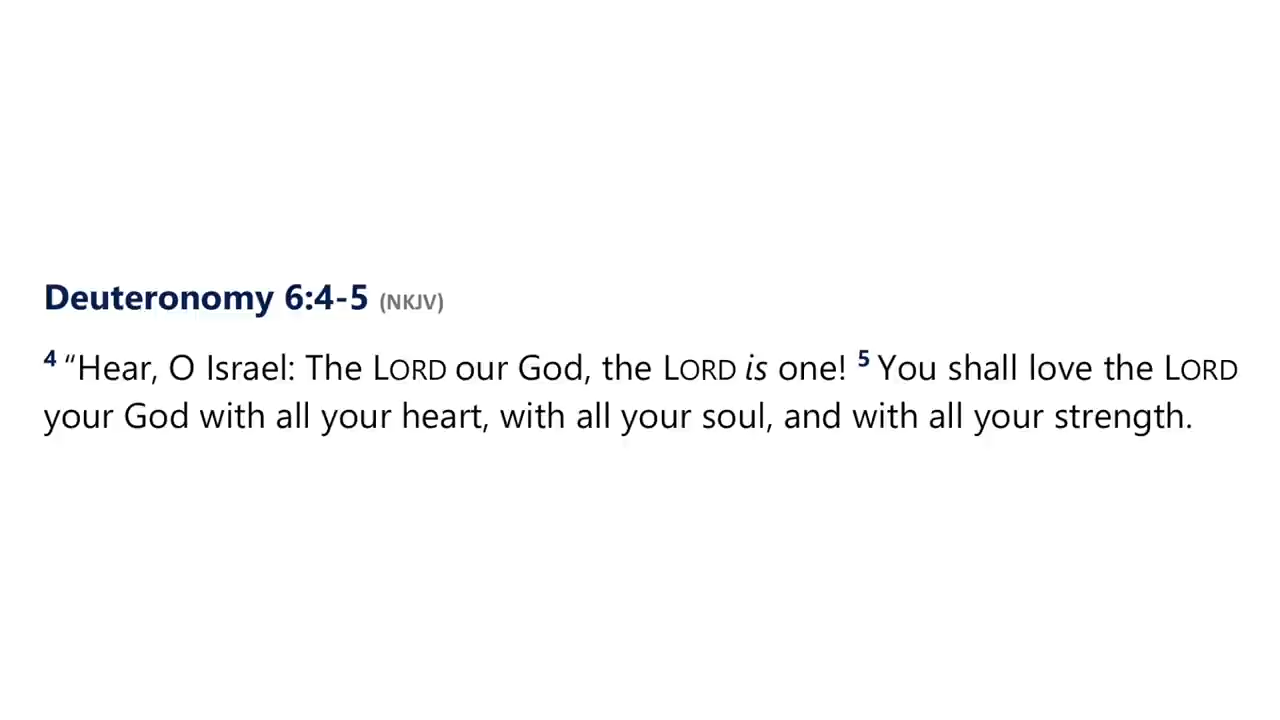 Deuteronomy 6:4-5 (NKJV)
4 “Hear, O Israel: The LORD our God, the LORD is one! 5 You shall love the LORD
your God with all your heart, with all your soul, and with all your strength.